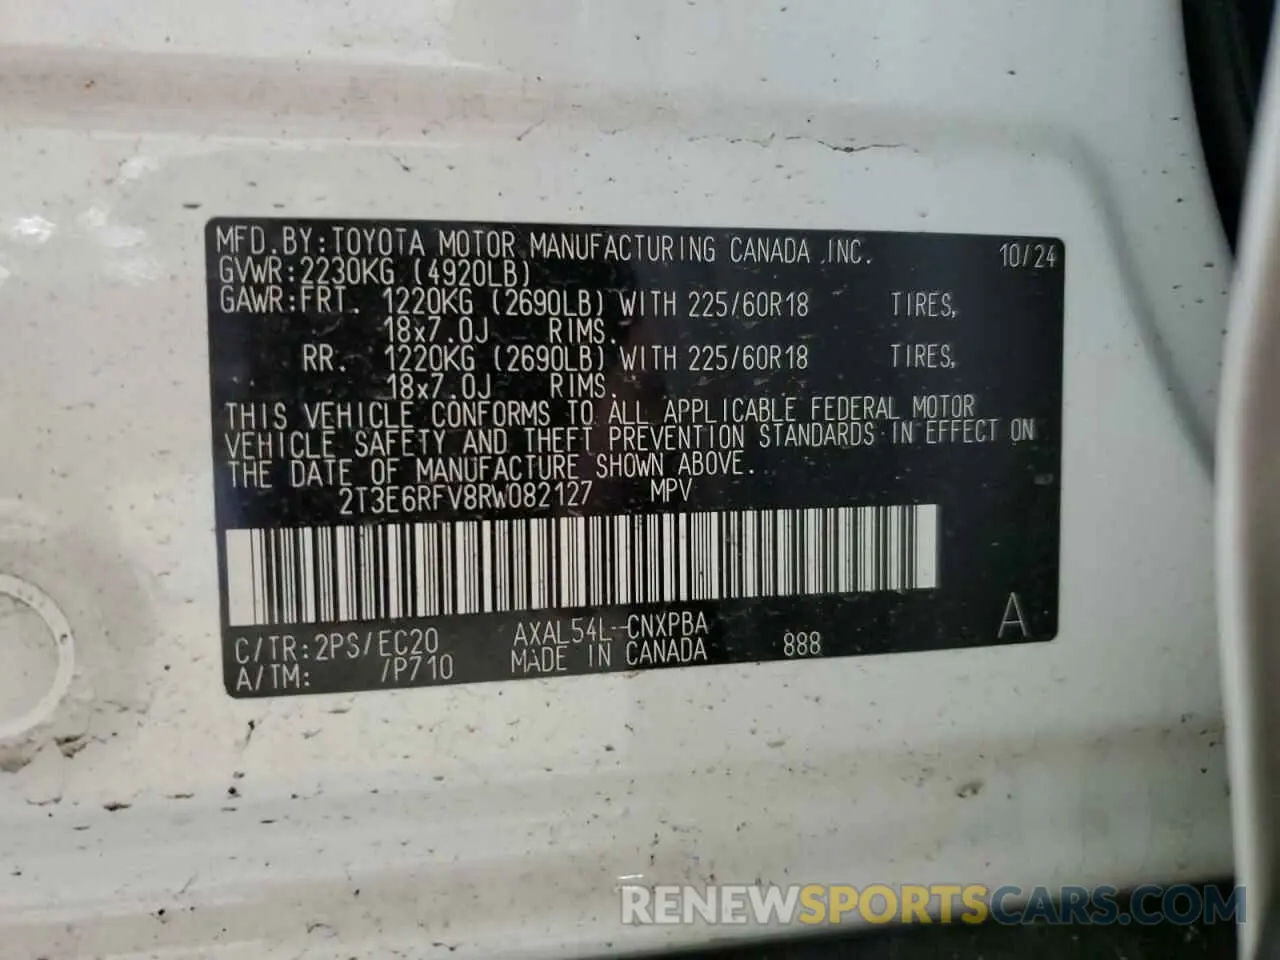 MFD.BY:TOYOTA MOTOR MANUFACTURING CANADA INC. 10/24
GVWR:2230KG (4920LB)
GAWR:FRT. 1220KG (2690LB) WITH 225/60R18 TIRES,
18x7.0J RIMS.
RR. 1220KG (2690LB) WITH 225/60R18 TIRES,
18x7.0J RIMS.
THIS VEHICLE CONFORMS TO ALL APPLICABLE FEDERAL MOTOR
VEHICLE SAFETY AND THEFT PREVENTION STANDARDS IN EFFECT ON
THE DATE OF MANUFACTURE SHOWN ABOVE.
2T3E6RFV8RW082127 MPV
C/TR:2PS/EC20 AXAL54L-CNXPBA
A/TM: /P710 MADE IN CANADA 888 A
RENEWSPORTSCARS.COM